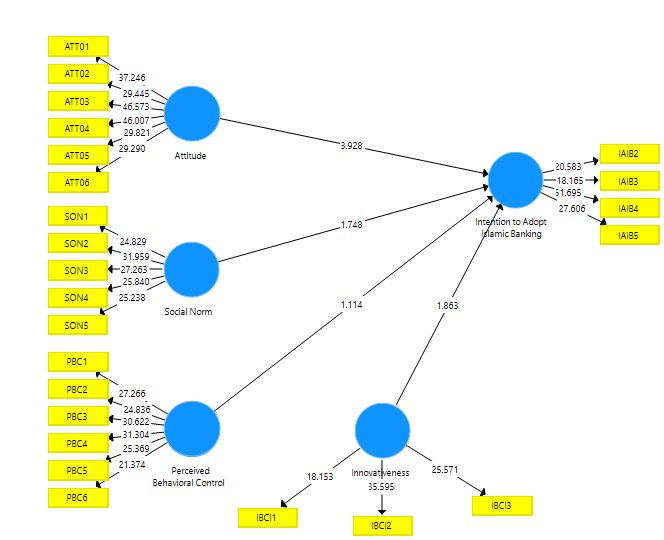 ATT01
ATT02
ATT03
ATT04
ATT05
ATT06
37.246
29.445
46.573
46.007
29.821
29.290
Attitude
3.928
SON1
SON2
SON3
SON4
SON5
24.829
31.959
27.263
25.840
25.238
Social Norm
1.748
PBC1
PBC2
PBC3
PBC4
PBC5
PBC6
27.266
24.836
30.622
31.304
25.369
21.374
Perceived
Behavioral Control
1.114
Innovativeness
1.863
18.153
35.595
25.571
IBCI1
IBCI2
IBCI3
Intention to Adopt
Islamic Banking
20.583
18.165
27.606
IAIB2
IAIB3
IAIB4
IAIB5